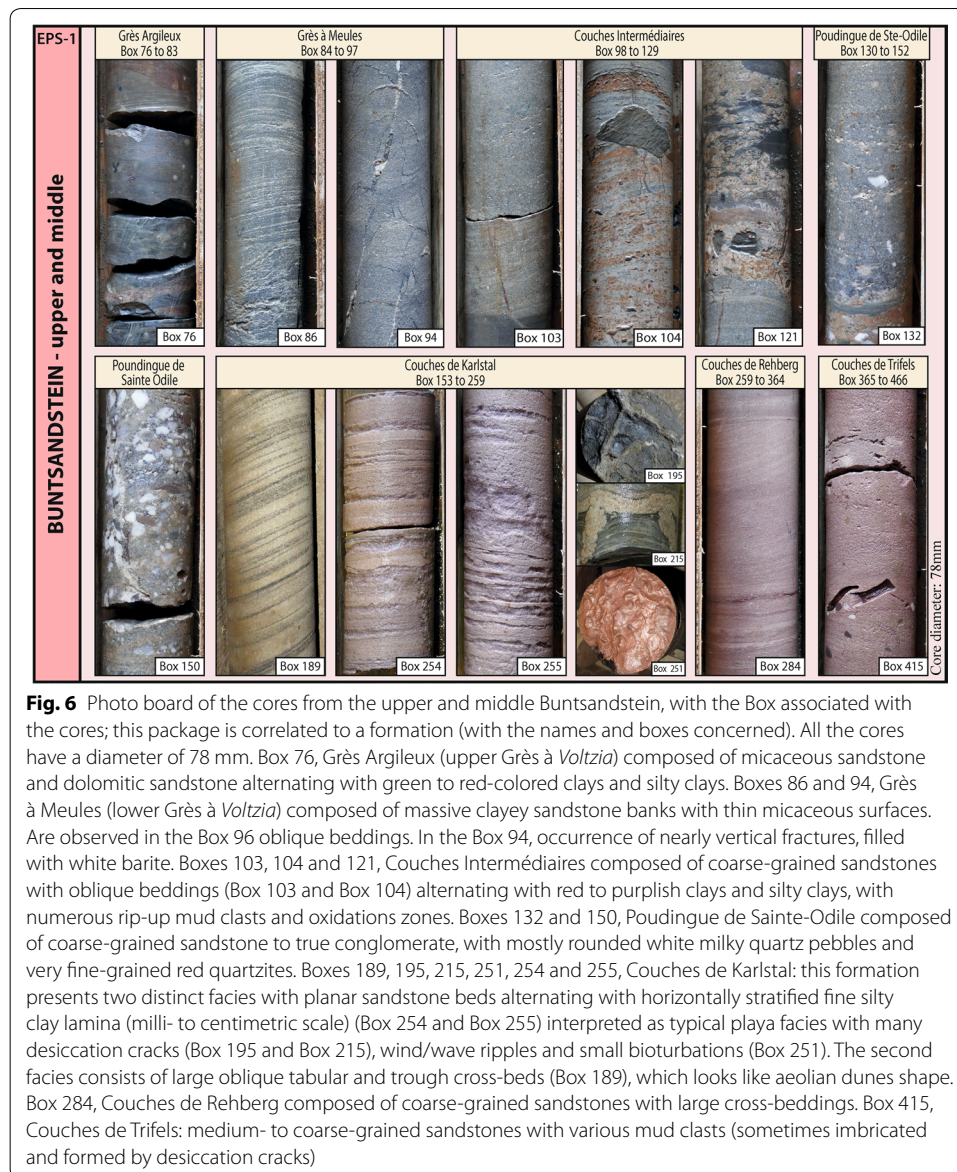 EPS-1
BUNTSANDSTEIN - upper and middle
Grès Argileux
Box 76 to 83
Grès à Meules
Box 84 to 97
Couches Intermédiaires
Box 98 to 129
Poudingue de Ste-Odile
Box 130 to 152
Box 76
Box 86
Box 94
Box 103
Box 104
Box 121
Box 132
Poundingue de
Sainte Odile
Couches de Karlstal
Box 153 to 259
Couches de Rehberg
Box 259 to 364
Couches de Trifels
Box 365 to 466
Box 150
Box 189
Box 254
Box 255
Box 195
Box 215
Box 251
Box 284
Box 415
Core diameter: 78mm
Fig. 6 Photo board of the cores from the upper and middle Buntsandstein, with the Box associated with
the cores; this package is correlated to a formation (with the names and boxes concerned). All the cores
have a diameter of 78 mm. Box 76, Grès Argileux (upper Grès à Voltzia) composed of micaceous sandstone
and dolomitic sandstone alternating with green to red-colored clays and silty clays. Boxes 86 and 94, Grès
à Meules (lower Grès à Voltzia) composed of massive clayey sandstone banks with thin micaceous surfaces.
Are observed in the Box 96 oblique beddings. In the Box 94, occurrence of nearly vertical fractures, filled
with white barite. Boxes 103, 104 and 121, Couches Intermédiaires composed of coarse-grained sandstones
with oblique beddings (Box 103 and Box 104) alternating with red to purplish clays and silty clays, with
numerous rip-up mud clasts and oxidations zones. Boxes 132 and 150, Poudingue de Sainte-Odile composed
of coarse-grained sandstone to true conglomerate, with mostly rounded white milky quartz pebbles and
very fine-grained red quartzites. Boxes 189, 195, 215, 251, 254 and 255, Couches de Karlstal: this formation
presents two distinct facies with planar sandstone beds alternating with horizontally stratified fine silty
clay lamina (milli- to centimetric scale) (Box 254 and Box 255) interpreted as typical playa facies with many
desiccation cracks (Box 195 and Box 215), wind/wave ripples and small bioturbations (Box 251). The second
facies consists of large oblique tabular and trough cross-beds (Box 189), which looks like aeolian dunes shape.
Box 284, Couches de Rehberg composed of coarse-grained sandstones with large cross-beddings. Box 415,
Couches de Trifels: medium- to coarse-grained sandstones with various mud clasts (sometimes imbricated
and formed by desiccation cracks)